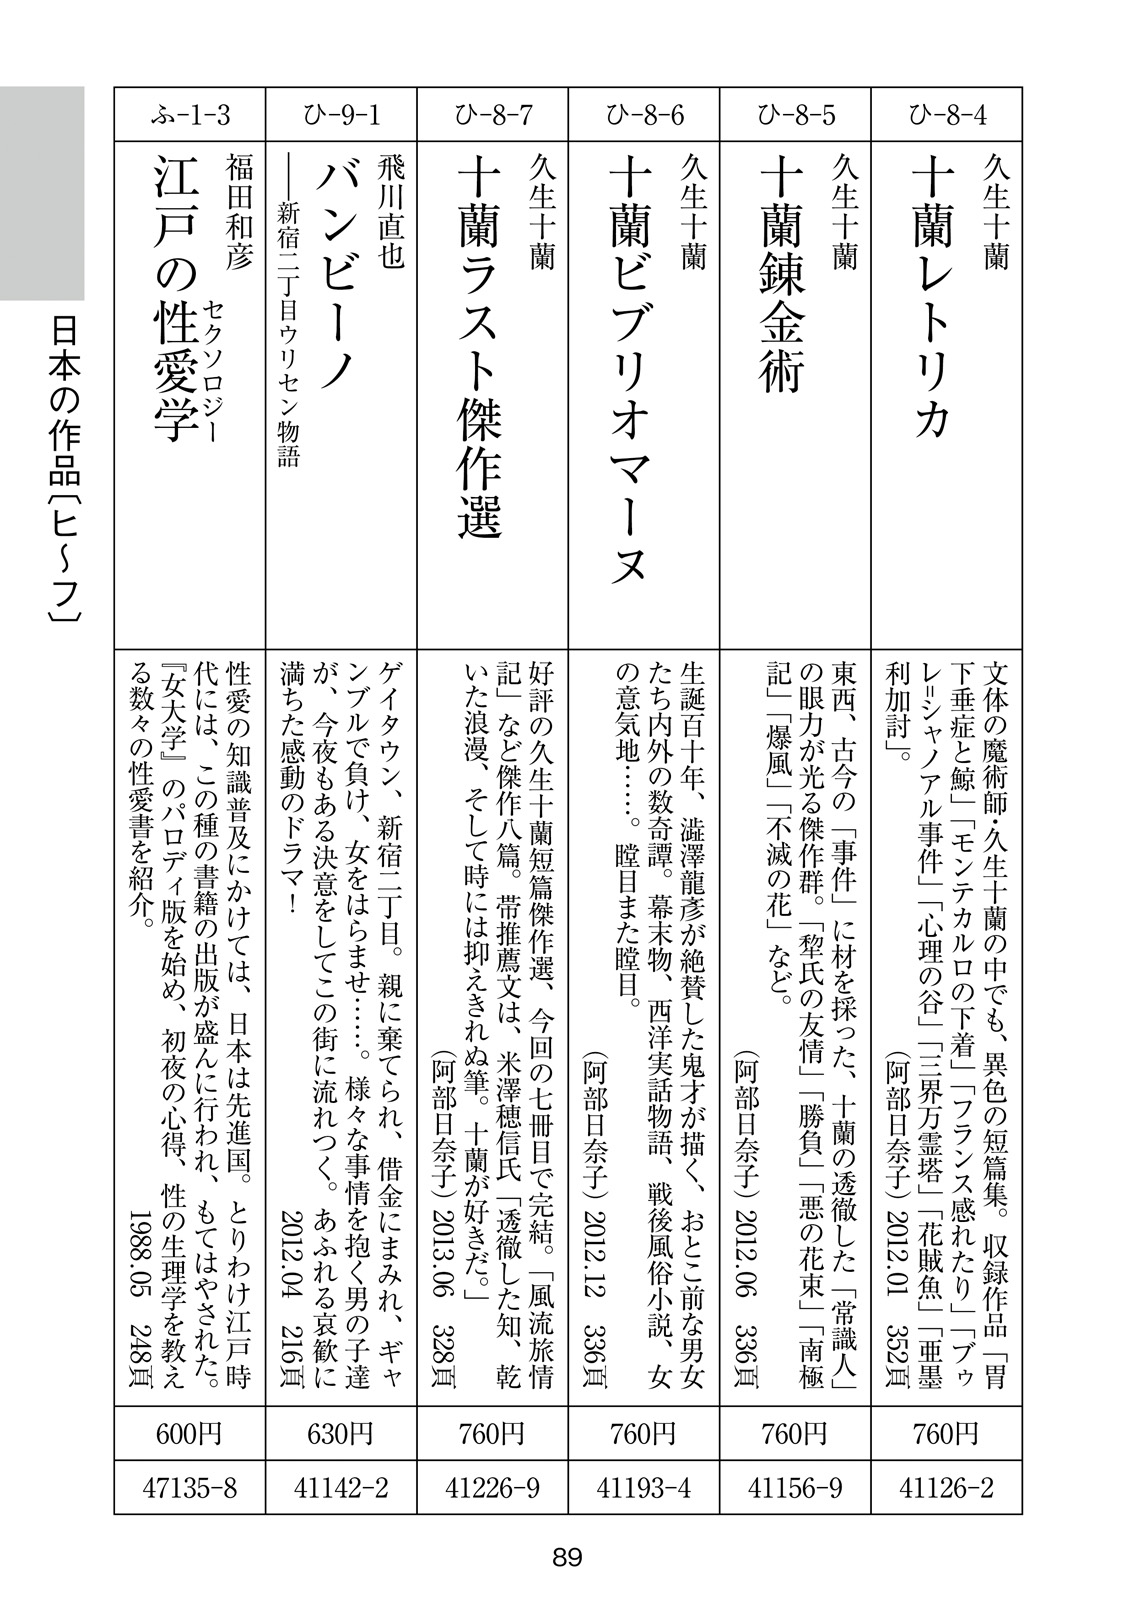 日本の作品〔ヒ〜フ〕
ひ-8-4
久生十蘭
十蘭レトリカ
文体の魔術師・久生十蘭の中でも、異色の短篇集。収録作品「胃
下垂症と鯨」「モンテカルロの下着」「フランス感れたり」「ブゥ
レ=シャノアル事件」「心理の谷」「三界万霊塔」「花賊魚」「亜墨
利加討」。
（阿部日奈子）2012.01 352頁
760円
41126-2
ひ-8-5
久生十蘭
十蘭錬金術
東西、古今の「事件」に材を採った、十蘭の透徹した「常識人」
の眼力が光る傑作群。「犂氏の友情」「勝負」「悪の花束」「南極
記」「爆風」「不滅の花」など。
（阿部日奈子）2012.06 336頁
760円
41156-9
ひ-8-6
久生十蘭
十蘭ビブリオマーヌ
生誕百十年、澁澤龍彥が絶賛した鬼才が描く、おとこ前な男女
たち内外の数奇譚。幕末物、西洋実話物語、戦後風俗小説、女
の意気地……。瞠目また瞠目。
（阿部日奈子）2012.12 336頁
760円
41193-4
ひ-8-7
久生十蘭
十蘭ラスト傑作選
好評の久生十蘭短篇傑作選、今回の七冊目で完結。「風流旅情
記」など傑作八篇。帯推薦文は、米澤穂信氏「透徹した知、乾
いた浪漫、そして時には抑えきれぬ筆。十蘭が好きだ。」
（阿部日奈子）2013.06 328頁
760円
41226-9
ひ-9-1
飛川直也
バンビーノ
――新宿二丁目ウリセン物語
ゲイタウン、新宿二丁目。親に棄てられ、借金にまみれ、ギャ
ンブルで負け、女をはらませ……。様々な事情を抱く男の子達
が、今夜もある決意をしてこの街に流れつく。あふれる哀歓に
満ちた感動のドラマ！
2012.04 216頁
630円
41142-2
ふ-1-3
福田和彦
江戸の性愛学
セクソロジー
性愛の知識普及にかけては、日本は先進国。とりわけ江戸時
代には、この種の書籍の出版が盛んに行われ、もてはやされた。
『女大学』のパロディ版を始め、初夜の心得、性の生理学を教え
る数々の性愛書を紹介。
1988.05 248頁
600円
47135-8
89